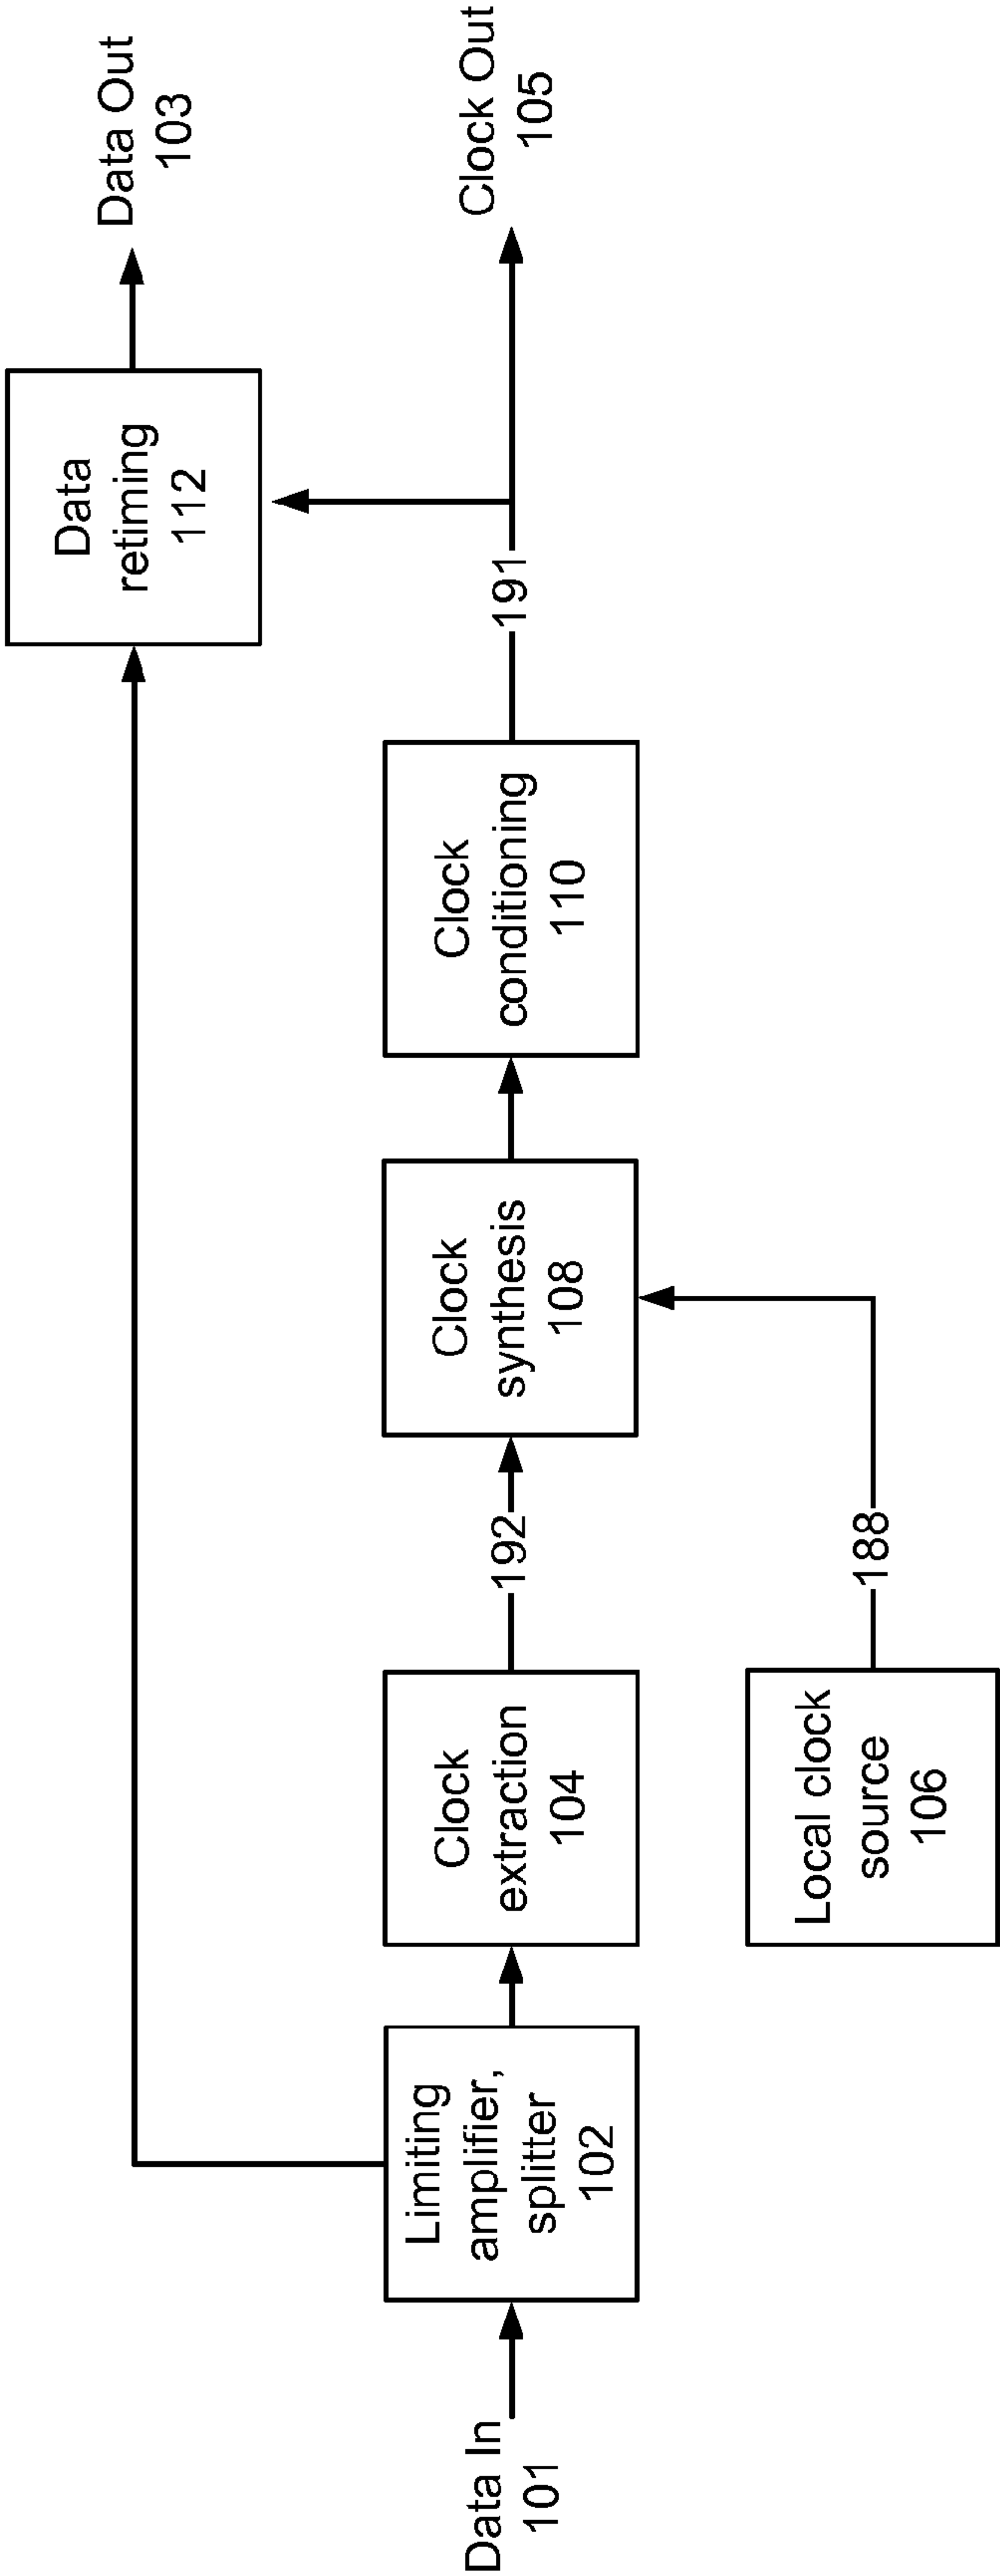 Data In
101
Limiting
amplifier,
splitter
102
Clock
extraction
104
192
Local clock
source
106
188
Clock
synthesis
108
Clock
conditioning
110
191
Data
retiming
112
Data Out
103
Clock Out
105